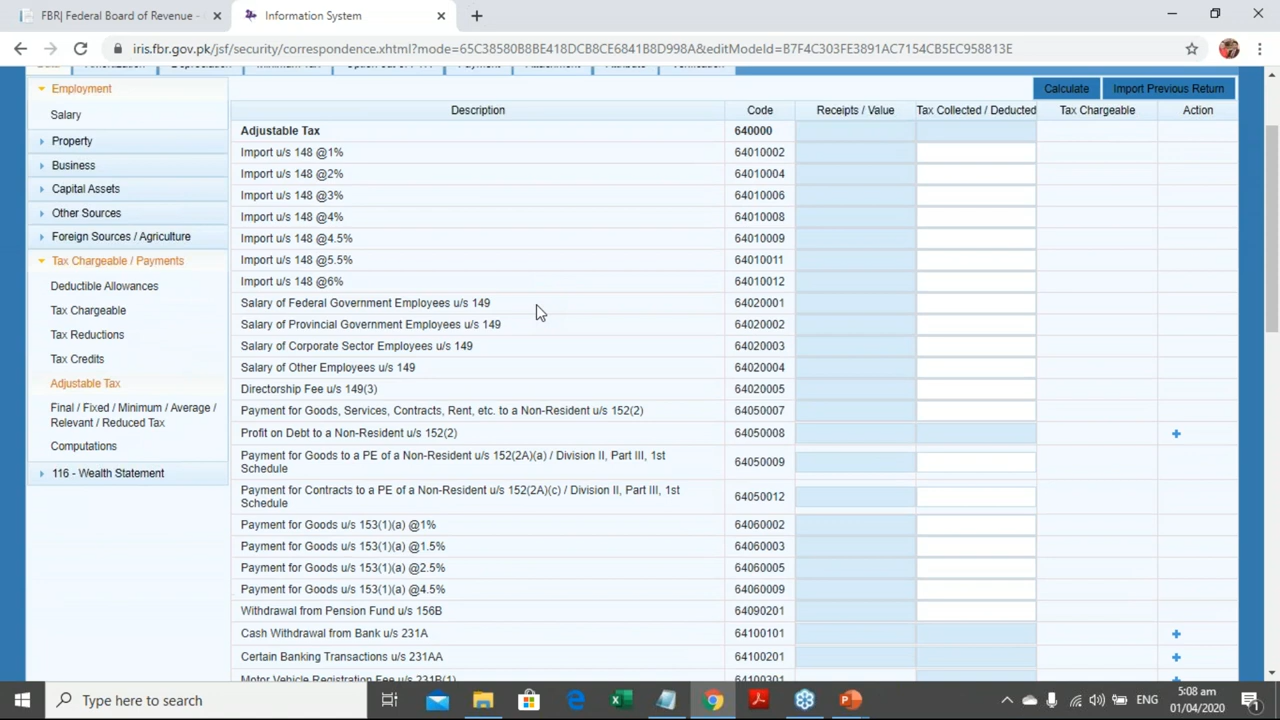 FBR| Federal Board of Revenue -
Information System
iris.fbr.gov.pk/jsf/security/correspondence.xhtml?mode=65C38580B8BE418DCB8CE6841B8D998A&editModeId=B7F4C303FE3891AC7154CB5EC958813E
Employment
Salary
Property
Business
Capital Assets
Other Sources
Foreign Sources / Agriculture
Tax Chargeable / Payments
Deductible Allowances
Tax Chargeable
Tax Reductions
Tax Credits
Adjustable Tax
Final / Fixed / Minimum / Average /
Relevant / Reduced Tax
Computations
116 - Wealth Statement
Calculate Import Previous Return
Description Code Receipts / Value Tax Collected / Deducted Tax Chargeable Action
Adjustable Tax 640000
Import u/s 148 @1% 64010002
Import u/s 148 @2% 64010004
Import u/s 148 @3% 64010006
Import u/s 148 @4% 64010008
Import u/s 148 @4.5% 64010009
Import u/s 148 @5.5% 64010011
Import u/s 148 @6% 64010012
Salary of Federal Government Employees u/s 149 64020001
Salary of Provincial Government Employees u/s 149 64020002
Salary of Corporate Sector Employees u/s 149 64020003
Salary of Other Employees u/s 149 64020004
Directorship Fee u/s 149(3) 64020005
Payment for Goods, Services, Contracts, Rent, etc. to a Non-Resident u/s 152(2) 64050007
Profit on Debt to a Non-Resident u/s 152(2) 64050008
Payment for Goods to a PE of a Non-Resident u/s 152(2A)(a) / Division II, Part III, 1st
Schedule 64050009
Payment for Contracts to a PE of a Non-Resident u/s 152(2A)(c) / Division II, Part III, 1st
Schedule 64050012
Payment for Goods u/s 153(1)(a) @1% 64060002
Payment for Goods u/s 153(1)(a) @1.5% 64060003
Payment for Goods u/s 153(1)(a) @2.5% 64060005
Payment for Goods u/s 153(1)(a) @4.5% 64060009
Withdrawal from Pension Fund u/s 156B 64090201
Cash Withdrawal from Bank u/s 231A 64100101
Certain Banking Transactions u/s 231AA 64100201
Motor Vehicle Registration Fee u/s 231B(1) 64100301
Type here to search
ENG
5:08 am
01/04/2020